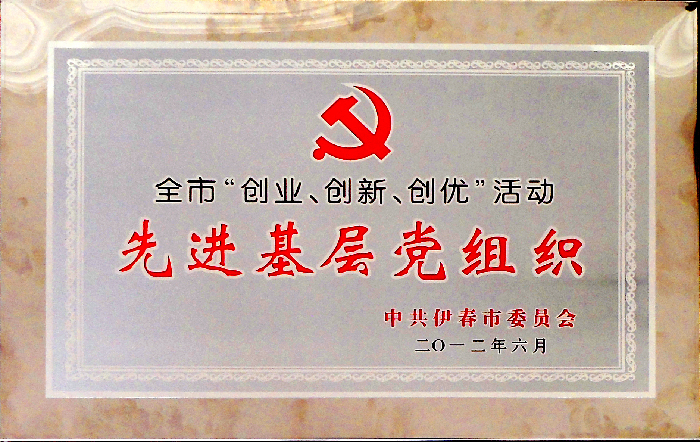 全市“创业、创新、创优”活动
先进基层党组织
中共伊春市委员会
二〇一二年六月